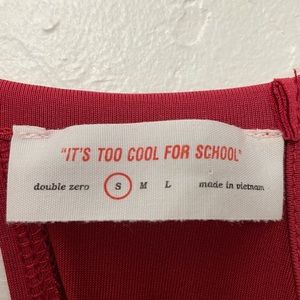 "IT'S TOO COOL FOR SCHOOL"
double zero S M L made in vietnam